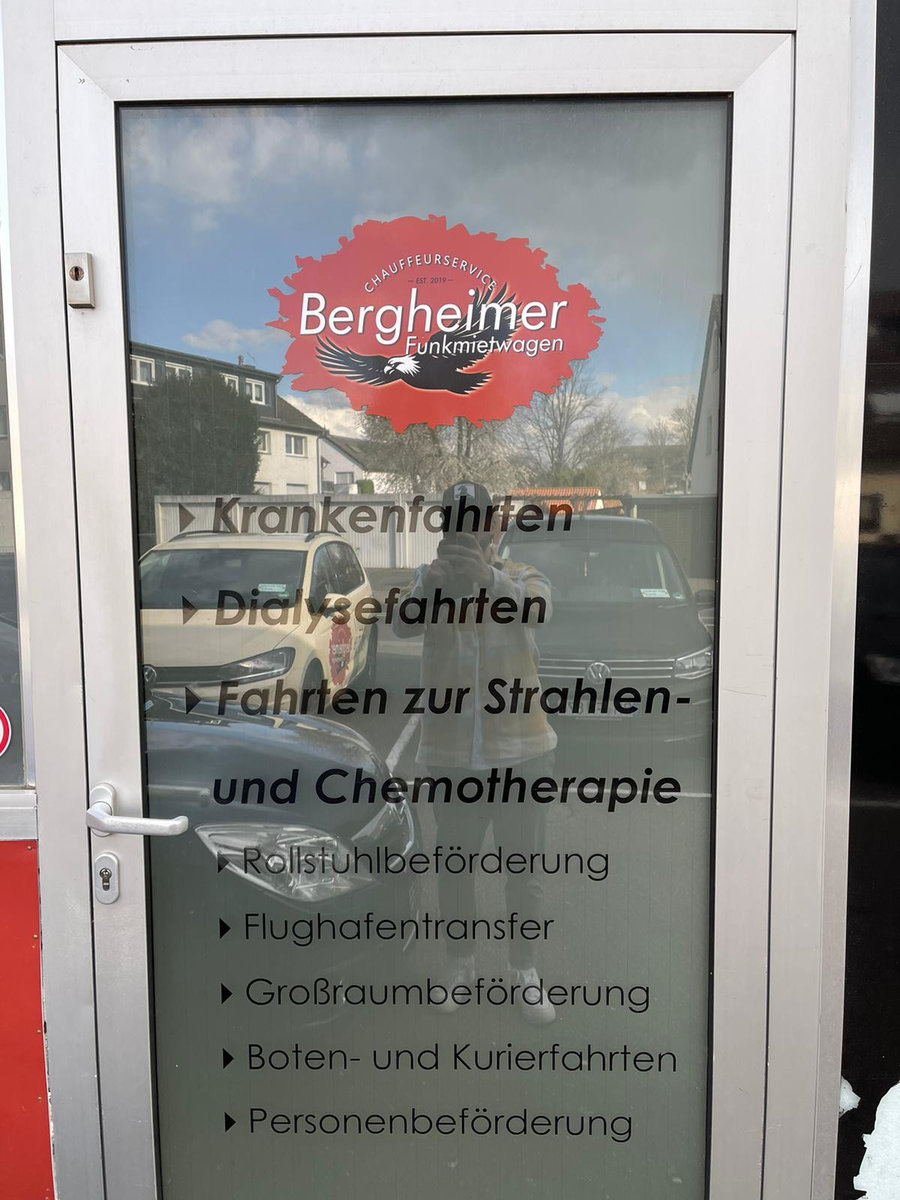 CHAUFFEURSERVICE
– EST. 2019 –
Bergheimer
Funkmietwagen
Krankenfahrten
Dialysefahrten
Fahrten zur Strahlen-
und Chemotherapie
Rollstuhlbeförderung
Flughafentransfer
Großraumbeförderung
Boten- und Kurierfahrten
Personenbeförderung